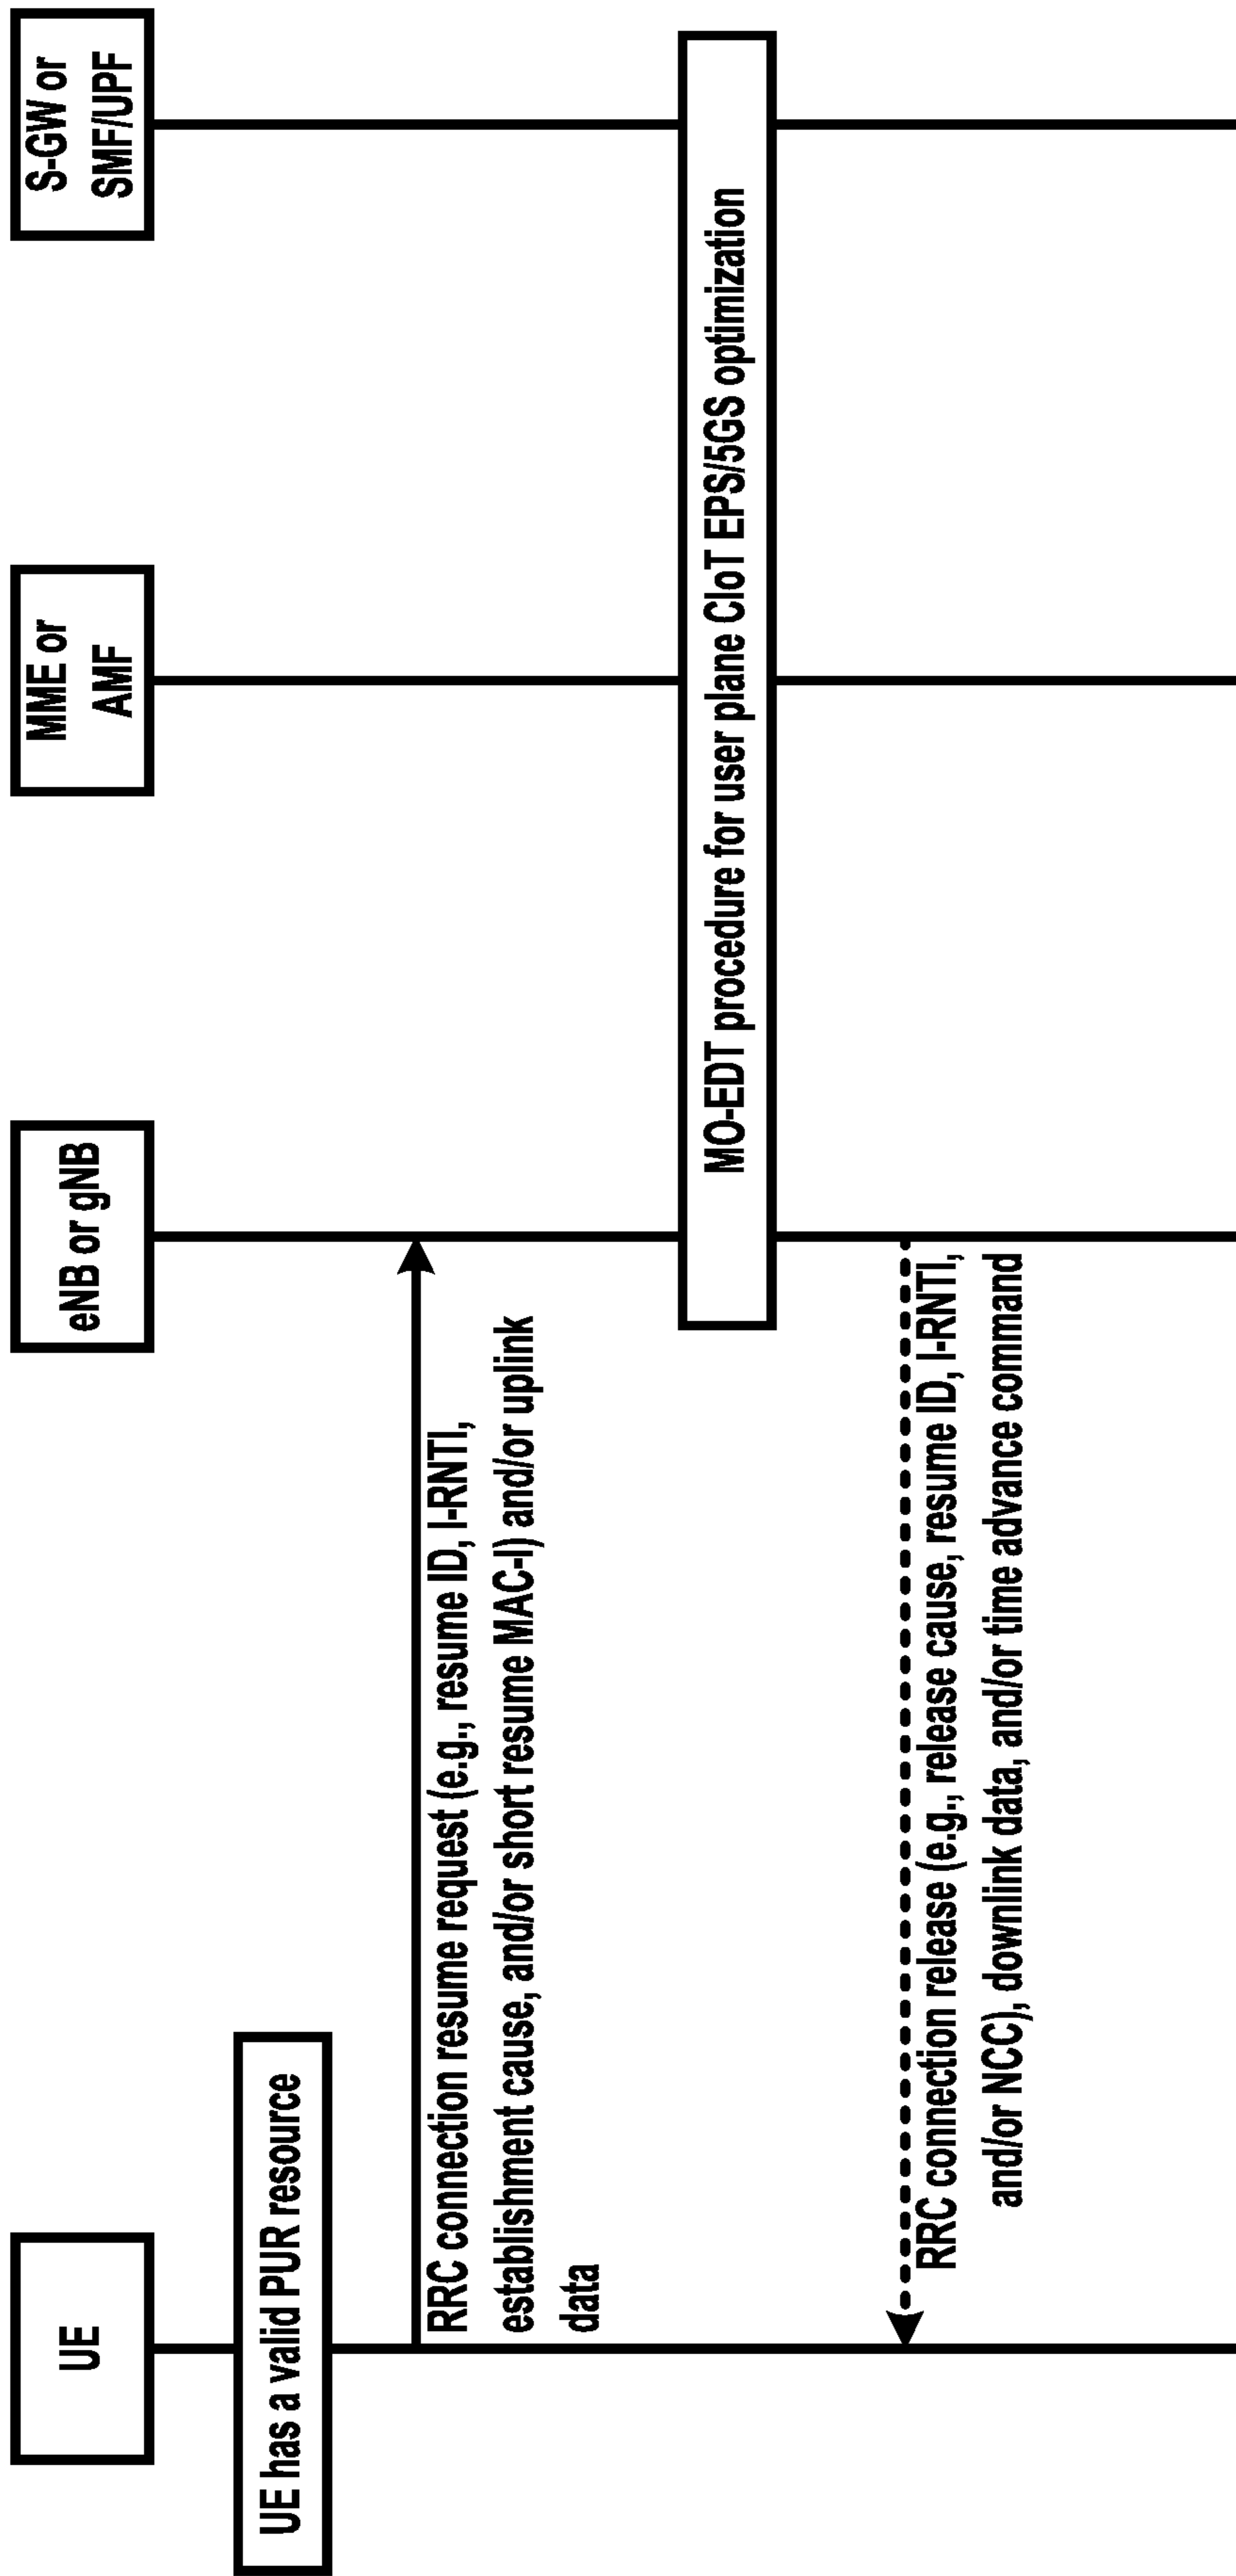 UE
eNB or gNB
MME or
AMF
S-GW or
SMF/UPF
UE has a valid PUR resource
RRC connection resume request (e.g., resume ID, I-RNTI,
establishment cause, and/or short resume MAC-I) and/or uplink
data
MO-EDT procedure for user plane CIoT EPS/5GS optimization
RRC connection release (e.g., release cause, resume ID, I-RNTI,
and/or NCC), downlink data, and/or time advance command